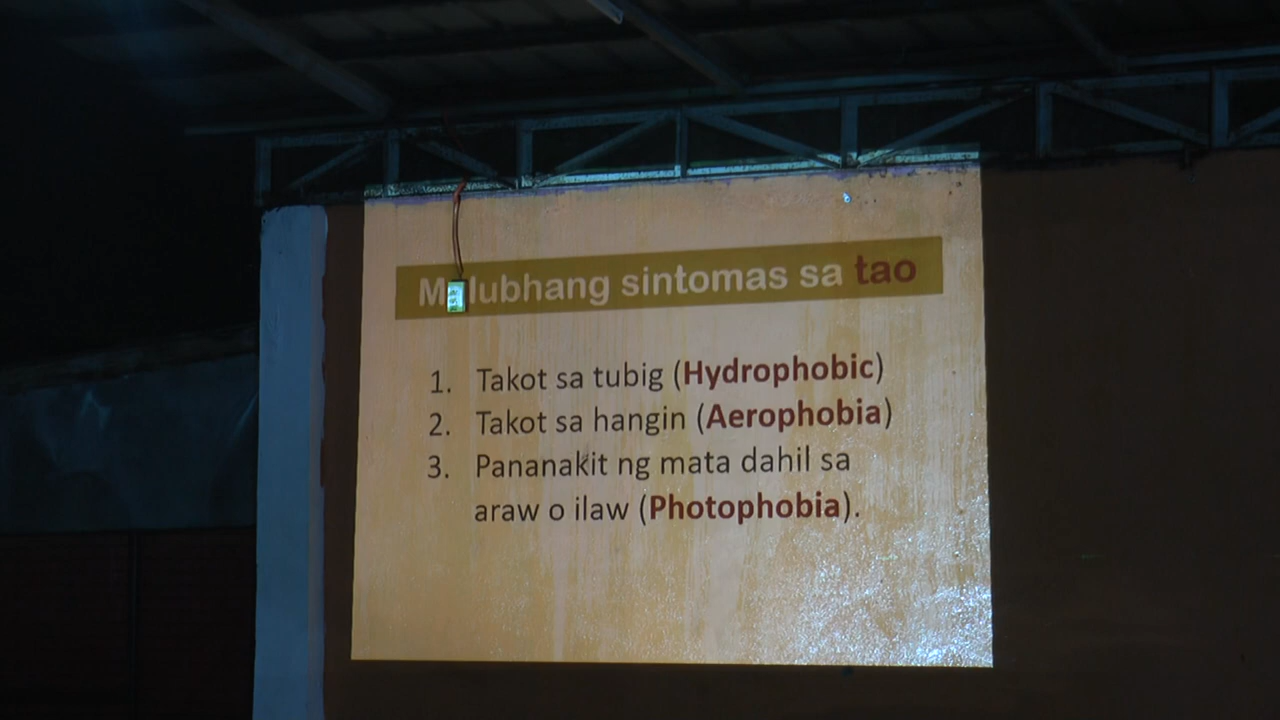 Malubhang sintomas sa tao
1. Takot sa tubig (Hydrophobic)
2. Takot sa hangin (Aerophobia)
3. Pananakit ng mata dahil sa
araw o ilaw (Photophobia).